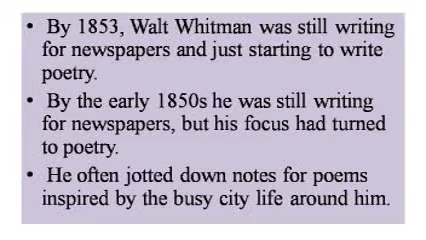 • By 1853, Walt Whitman was still writing
for newspapers and just starting to write
poetry.
• By the early 1850s he was still writing
for newspapers, but his focus had turned
to poetry.
• He often jotted down notes for poems
inspired by the busy city life around him.